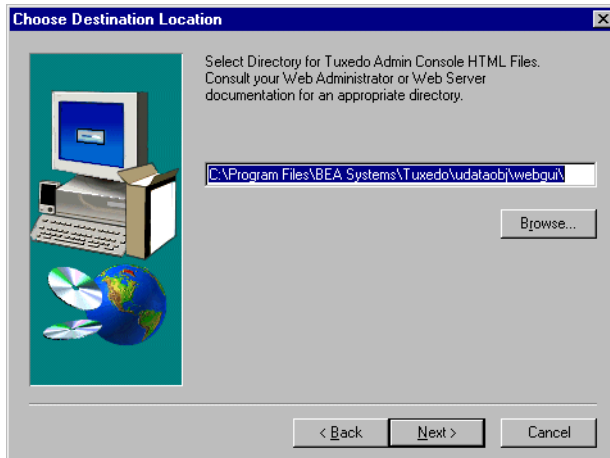 Choose Destination Location
Select Directory for Tuxedo Admin Console HTML Files.
Consult your Web Administrator or Web Server
documentation for an appropriate directory.
C:\Program Files\BEA Systems\Tuxedo\udataobj\webgui\
Browse...
< Back
Next >
Cancel